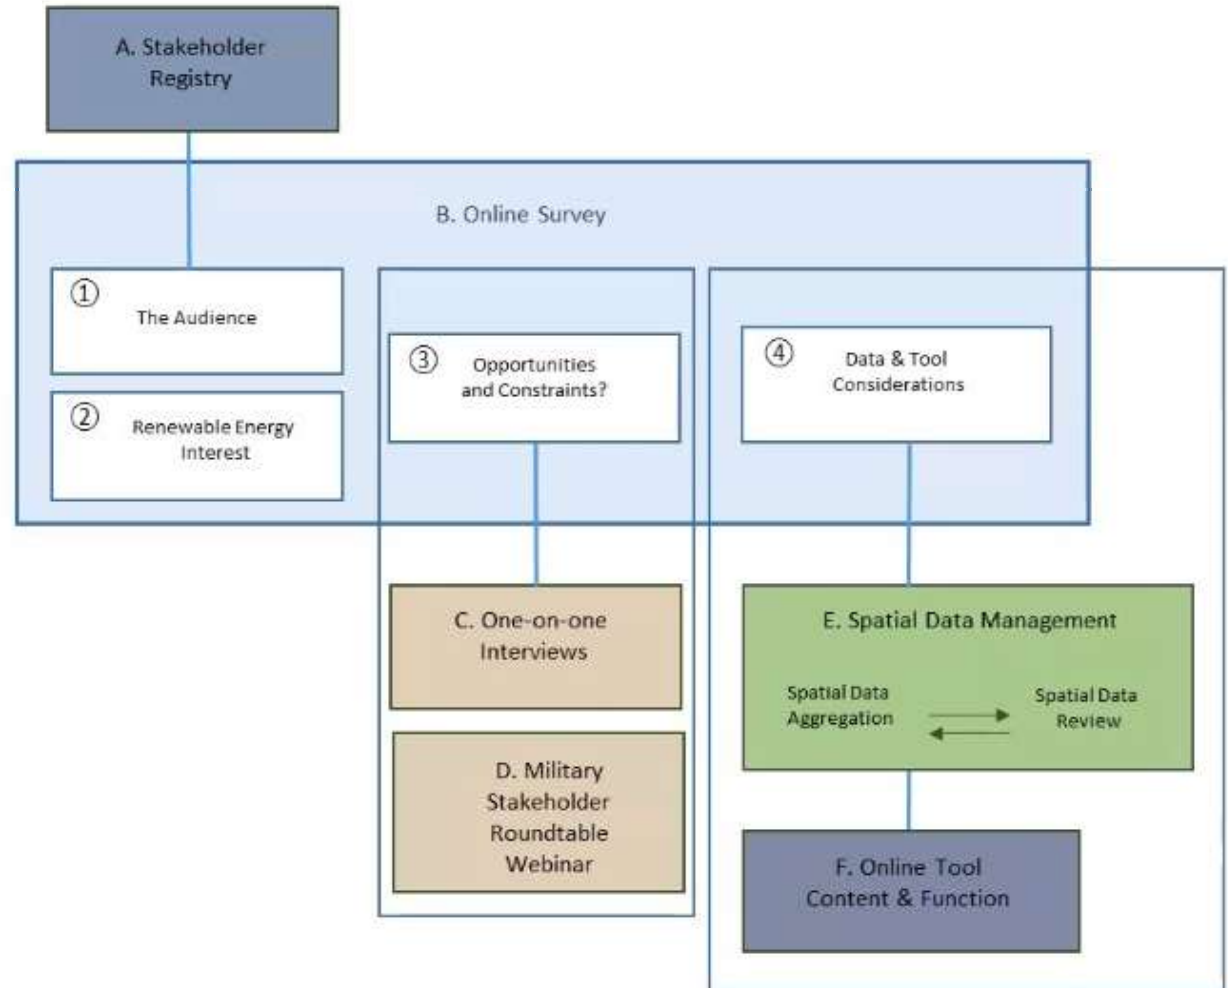 A. Stakeholder
Registry
B. Online Survey
①
The Audience
②
Renewable Energy
Interest
③
Opportunities
and Constraints?
④
Data & Tool
Considerations
C. One-on-one
Interviews
D. Military
Stakeholder
Roundtable
Webinar
E. Spatial Data Management
Spatial Data
Aggregation
Spatial Data
Review
F. Online Tool
Content & Function